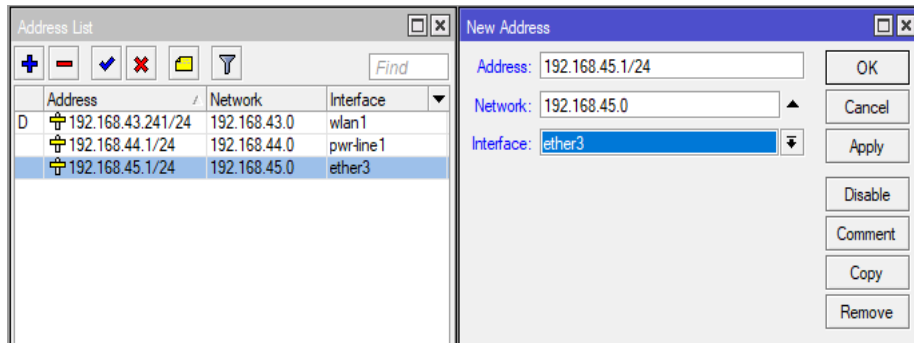 Address List
Find
Address Network Interface
D 192.168.43.241/24 192.168.43.0 wlan1
192.168.44.1/24 192.168.44.0 pwr-line1
192.168.45.1/24 192.168.45.0 ether3
New Address
Address: 192.168.45.1/24
Network: 192.168.45.0
Interface: ether3
OK
Cancel
Apply
Disable
Comment
Copy
Remove